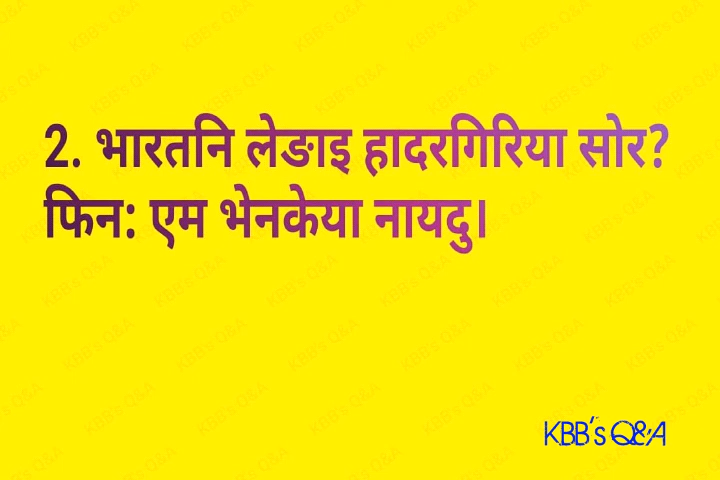 2. भारतनि लेङाइ हादरगिरिया सोर?
फिन: एम भेनकेया नायदु।
KBB's Q&A